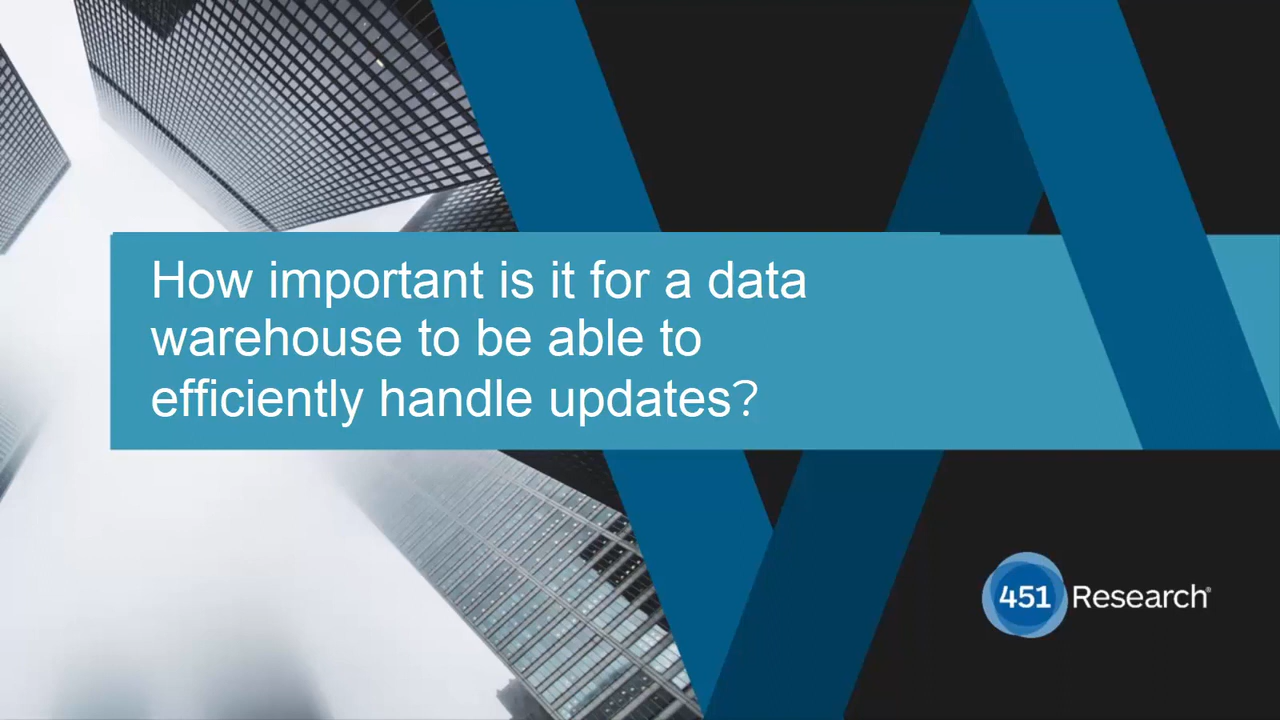 How important is it for a data
warehouse to be able to
efficiently handle updates?
451 Research®